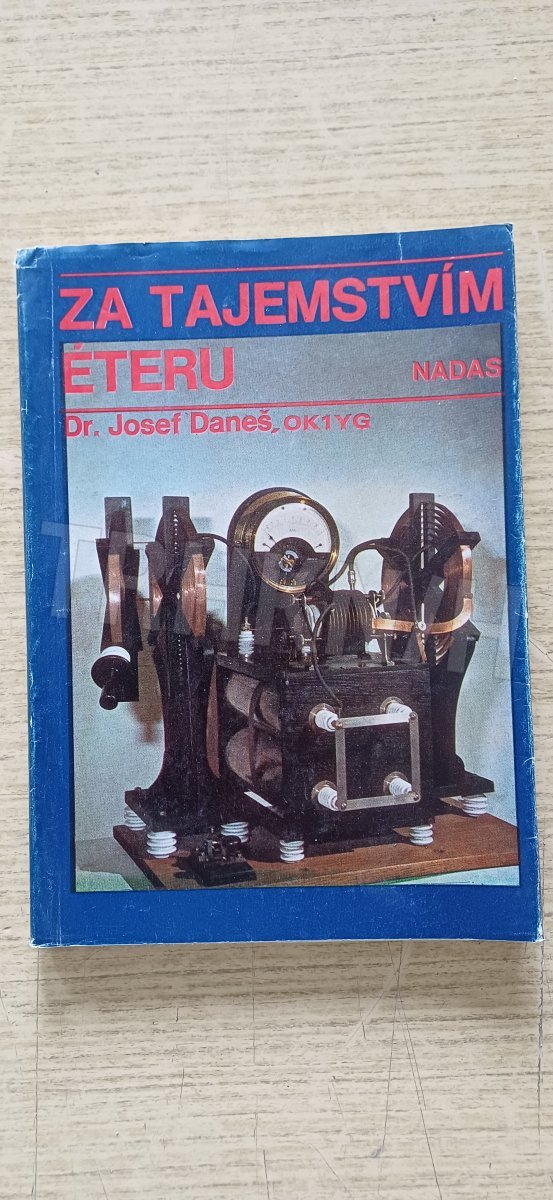 ZA TAJEMSTVÍM
ÉTERU
NADAS
Dr. Josef Daneš, OK1YG